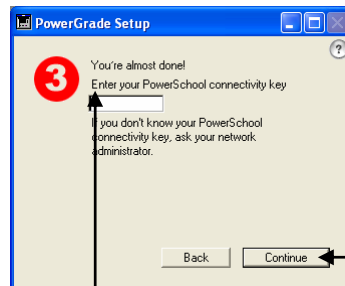 PowerGrade Setup
?
3
You're almost done!
Enter your PowerSchool connectivity key
If you don't know your PowerSchool
connectivity key, ask your network
administrator.
Back
Continue